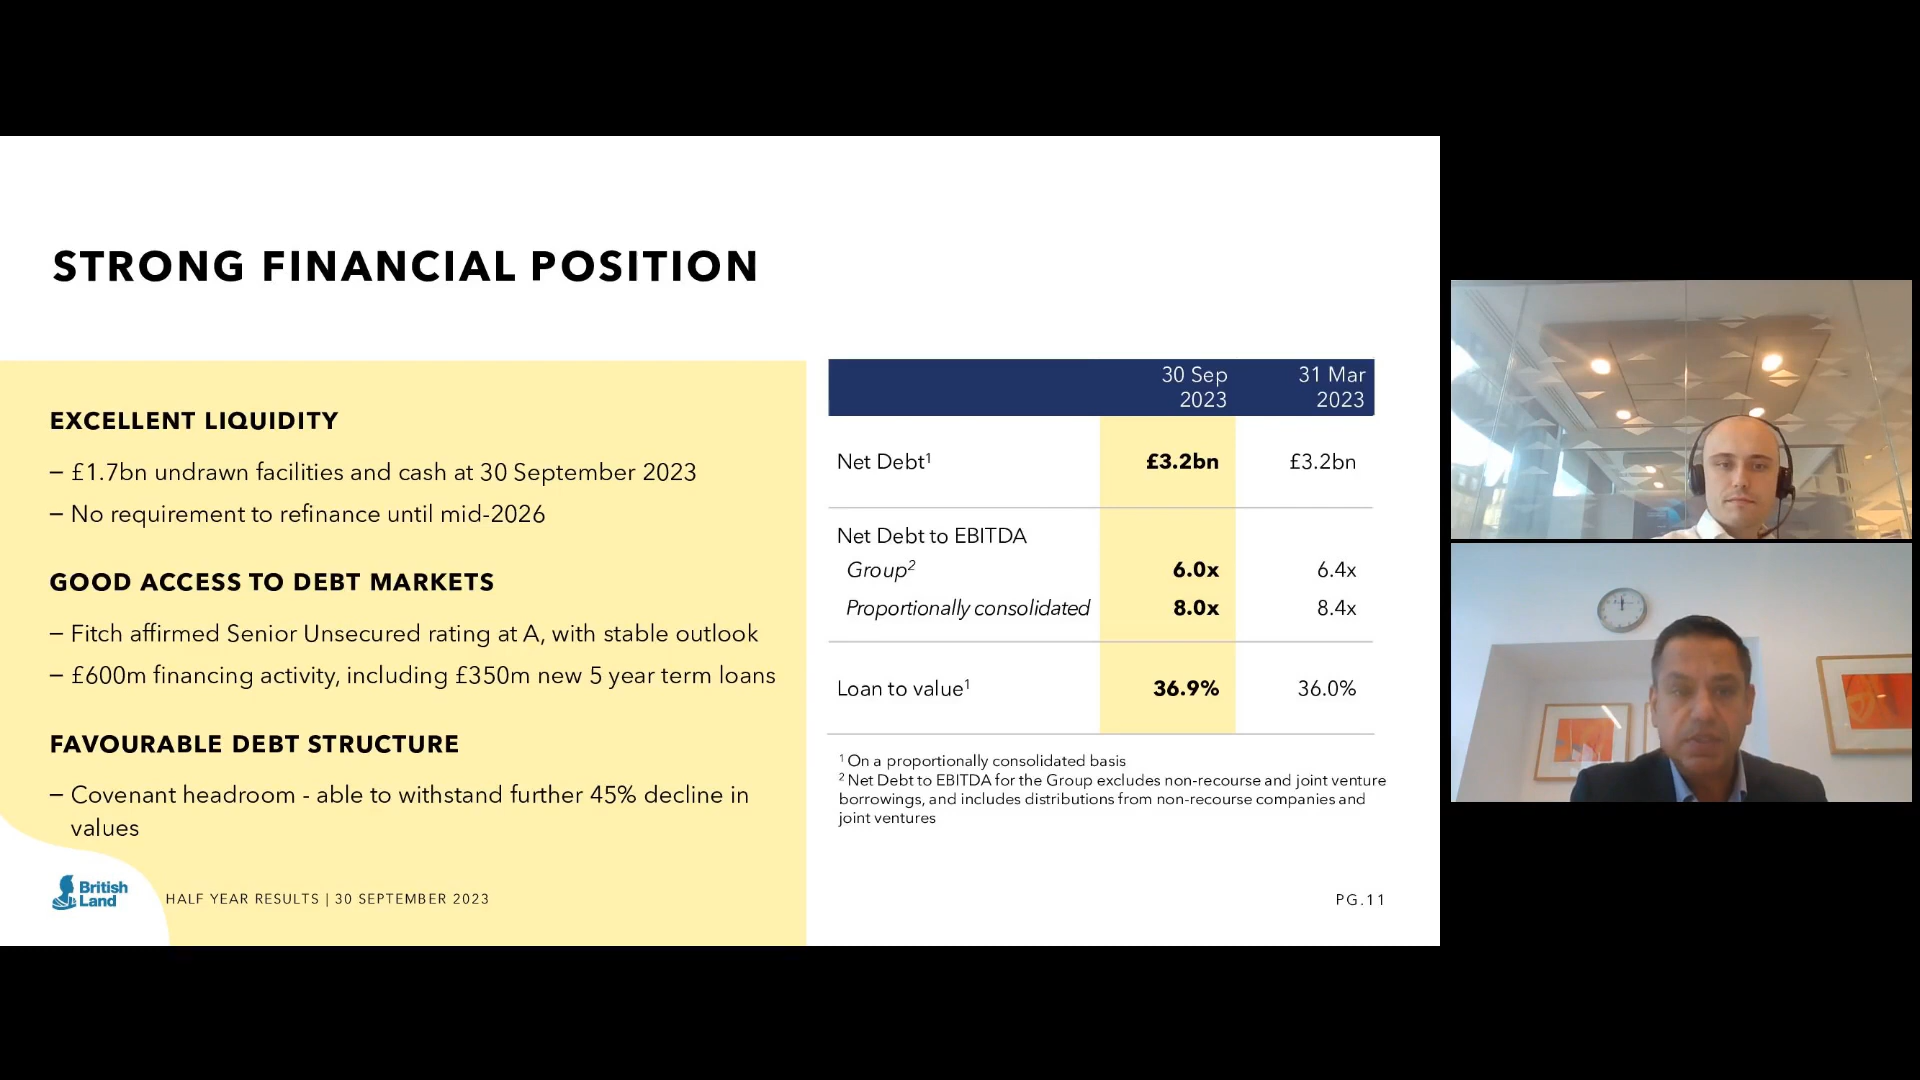 STRONG FINANCIAL POSITION
EXCELLENT LIQUIDITY
– £1.7bn undrawn facilities and cash at 30 September 2023
– No requirement to refinance until mid-2026
GOOD ACCESS TO DEBT MARKETS
– Fitch affirmed Senior Unsecured rating at A, with stable outlook
– £600m financing activity, including £350m new 5 year term loans
FAVOURABLE DEBT STRUCTURE
– Covenant headroom - able to withstand further 45% decline in
values
30 Sep 31 Mar
2023 2023
Net Debt¹ £3.2bn £3.2bn
Net Debt to EBITDA
Group² 6.0x 6.4x
Proportionally consolidated 8.0x 8.4x
Loan to value¹ 36.9% 36.0%
¹ On a proportionally consolidated basis
² Net Debt to EBITDA for the Group excludes non-recourse and joint venture
borrowings, and includes distributions from non-recourse companies and
joint ventures
British
Land
HALF YEAR RESULTS | 30 SEPTEMBER 2023
PG.11